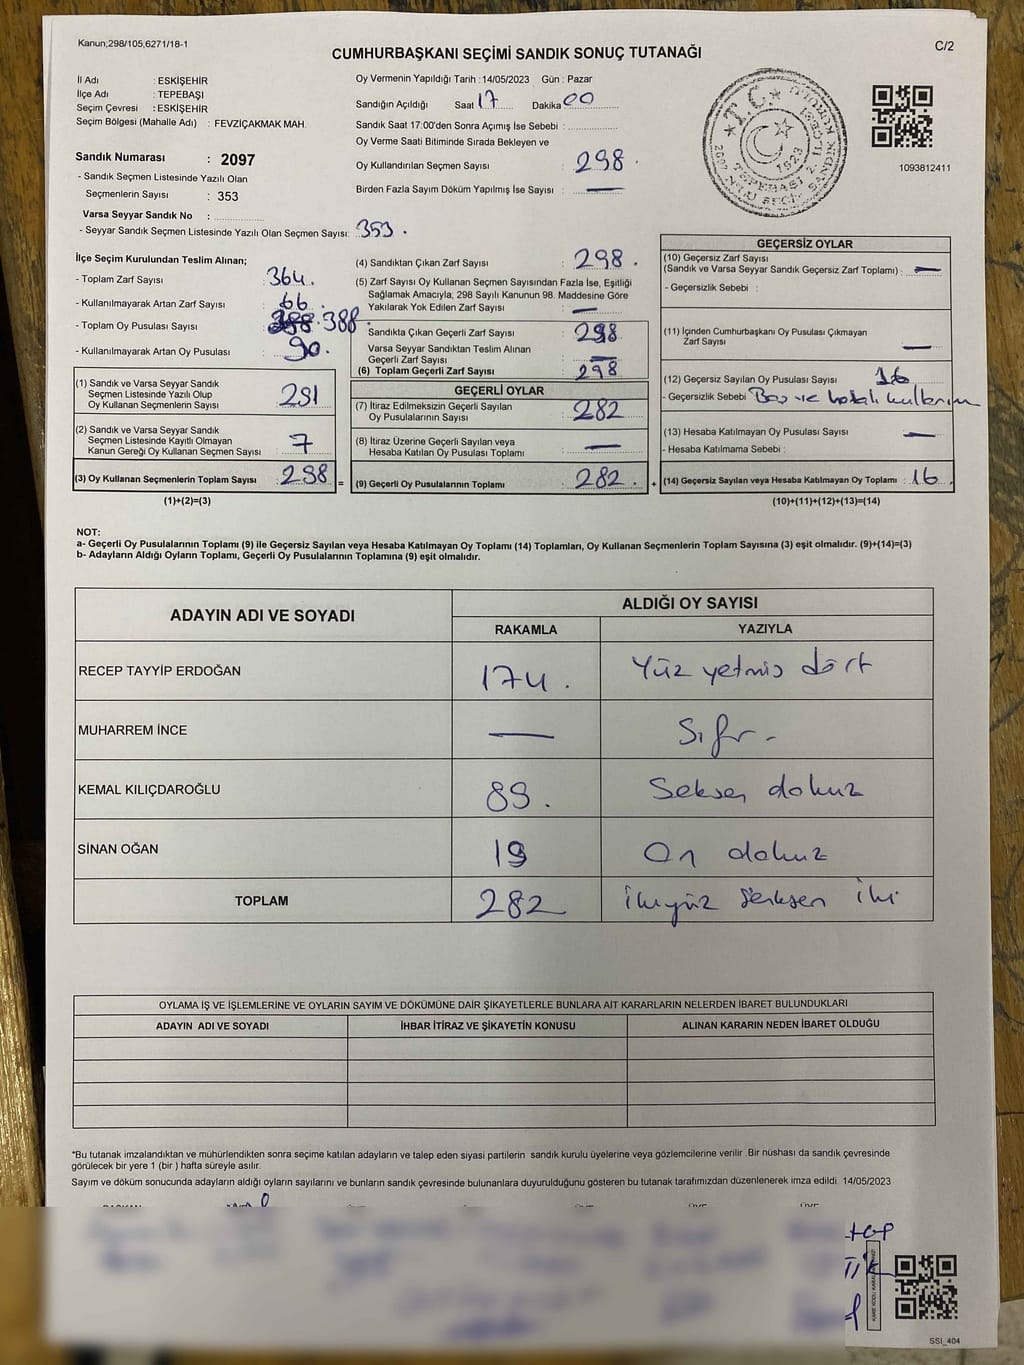 Kanun;298/105,6271/18-1
C/2
CUMHURBAŞKANI SEÇİMİ SANDIK SONUÇ TUTANAĞI
İl Adı : ESKİŞEHİR
İlçe Adı : TEPEBAŞI
Seçim Çevresi : ESKİŞEHİR
Seçim Bölgesi (Mahalle Adı) : FEVZİÇAKMAK MAH.
Sandık Numarası : 2097
- Sandık Seçmen Listesinde Yazılı Olan
Seçmenlerin Sayısı : 353
Varsa Seyyar Sandık No :
- Seyyar Sandık Seçmen Listesinde Yazılı Olan Seçmen Sayısı: 353.
Oy Vermenin Yapıldığı Tarih :14/05/2023 Gün : Pazar
Sandığın Açıldığı Saat 17 Dakika 00
Sandık Saat 17:00'den Sonra Açımış İse Sebebi :
Oy Verme Saati Bitiminde Sırada Bekleyen ve
Oy Kullandırılan Seçmen Sayısı : 298.
Birden Fazla Sayım Döküm Yapılmış İse Sayısı : —
T.C.
1923
TEPEBAŞI 2. İLÇE
1093812411
İlçe Seçim Kurulundan Teslim Alınan;
- Toplam Zarf Sayısı : 364.
- Kullanılmayarak Artan Zarf Sayısı : 66.
- Toplam Oy Pusulası Sayısı : 388
- Kullanılmayarak Artan Oy Pusulası : 90.
(1) Sandık ve Varsa Seyyar Sandık
Seçmen Listesinde Yazılı Olup
Oy Kullanan Seçmenlerin Sayısı : 291
(2) Sandık ve Varsa Seyyar Sandık
Seçmen Listesinde Kayıtlı Olmayan
Kanun Gereği Oy Kullanan Seçmen Sayısı : 7
(3) Oy Kullanan Seçmenlerin Toplam Sayısı : 298
(1)+(2)=(3)
(4) Sandıktan Çıkan Zarf Sayısı : 298.
(5) Zarf Sayısı Oy Kullanan Seçmen Sayısından Fazla İse, Eşitliği
Sağlamak Amacıyla; 298 Sayılı Kanunun 98. Maddesine Göre
Yakılarak Yok Edilen Zarf Sayısı : —
Sandıkta Çıkan Geçerli Zarf Sayısı : 298
Varsa Seyyar Sandıktan Teslim Alınan
Geçerli Zarf Sayısı : —
(6) Toplam Geçerli Zarf Sayısı : 298
GEÇERLİ OYLAR
(7) İtiraz Edilmeksizin Geçerli Sayılan
Oy Pusulalarının Sayısı : 282
(8) İtiraz Üzerine Geçerli Sayılan veya
Hesaba Katılan Oy Pusulası Toplamı : —
= (9) Geçerli Oy Pusulalarının Toplamı : 282.
GEÇERSİZ OYLAR
(10) Geçersiz Zarf Sayısı
(Sandık ve Varsa Seyyar Sandık Geçersiz Zarf Toplamı) : —
- Geçersizlik Sebebi :
(11) İçinden Cumhurbaşkanı Oy Pusulası Çıkmayan
Zarf Sayısı : —
(12) Geçersiz Sayılan Oy Pusulası Sayısı : 16
- Geçersizlik Sebebi : Boş ve hatalı kullanım
(13) Hesaba Katılmayan Oy Pusulası Sayısı : —
- Hesaba Katılmama Sebebi :
+ (14) Geçersiz Sayılan veya Hesaba Katılmayan Oy Toplamı : 16.
(10)+(11)+(12)+(13)=(14)
NOT:
a- Geçerli Oy Pusulalarının Toplamı (9) ile Geçersiz Sayılan veya Hesaba Katılmayan Oy Toplamı (14) Toplamları, Oy Kullanan Seçmenlerin Toplam Sayısına (3) eşit olmalıdır. (9)+(14)=(3)
b- Adayların Aldığı Oyların Toplamı, Geçerli Oy Pusulalarının Toplamına (9) eşit olmalıdır.
ADAYIN ADI VE SOYADI
ALDIĞI OY SAYISI
RAKAMLA YAZIYLA
RECEP TAYYİP ERDOĞAN 174. Yüz yetmiş dört
MUHARREM İNCE — Sıfır.
KEMAL KILIÇDAROĞLU 89. Seksen dokuz
SİNAN OĞAN 19 On dokuz
TOPLAM 282 İkiyüz seksen iki
OYLAMA İŞ VE İŞLEMLERİNE VE OYLARIN SAYIM VE DÖKÜMÜNE DAİR ŞİKAYETLERLE BUNLARA AİT KARARLARIN NELERDEN İBARET BULUNDUKLARI
ADAYIN ADI VE SOYADI İHBAR İTİRAZ VE ŞİKAYETİN KONUSU ALINAN KARARIN NEDEN İBARET OLDUĞU
*Bu tutanak imzalandıktan ve mühürlendikten sonra seçime katılan adayların ve talep eden siyasi partilerin sandık kurulu üyelerine veya gözlemcilerine verilir .Bir nüshası da sandık çevresinde
görülecek bir yere 1 (bir ) hafta süreyle asılır.
Sayım ve döküm sonucunda adayların aldığı oyların sayılarını ve bunların sandık çevresinde bulunanlara duyurulduğunu gösteren bu tutanak tarafımızdan düzenlenerek imza edildi. 14/05/2023
SSI_404